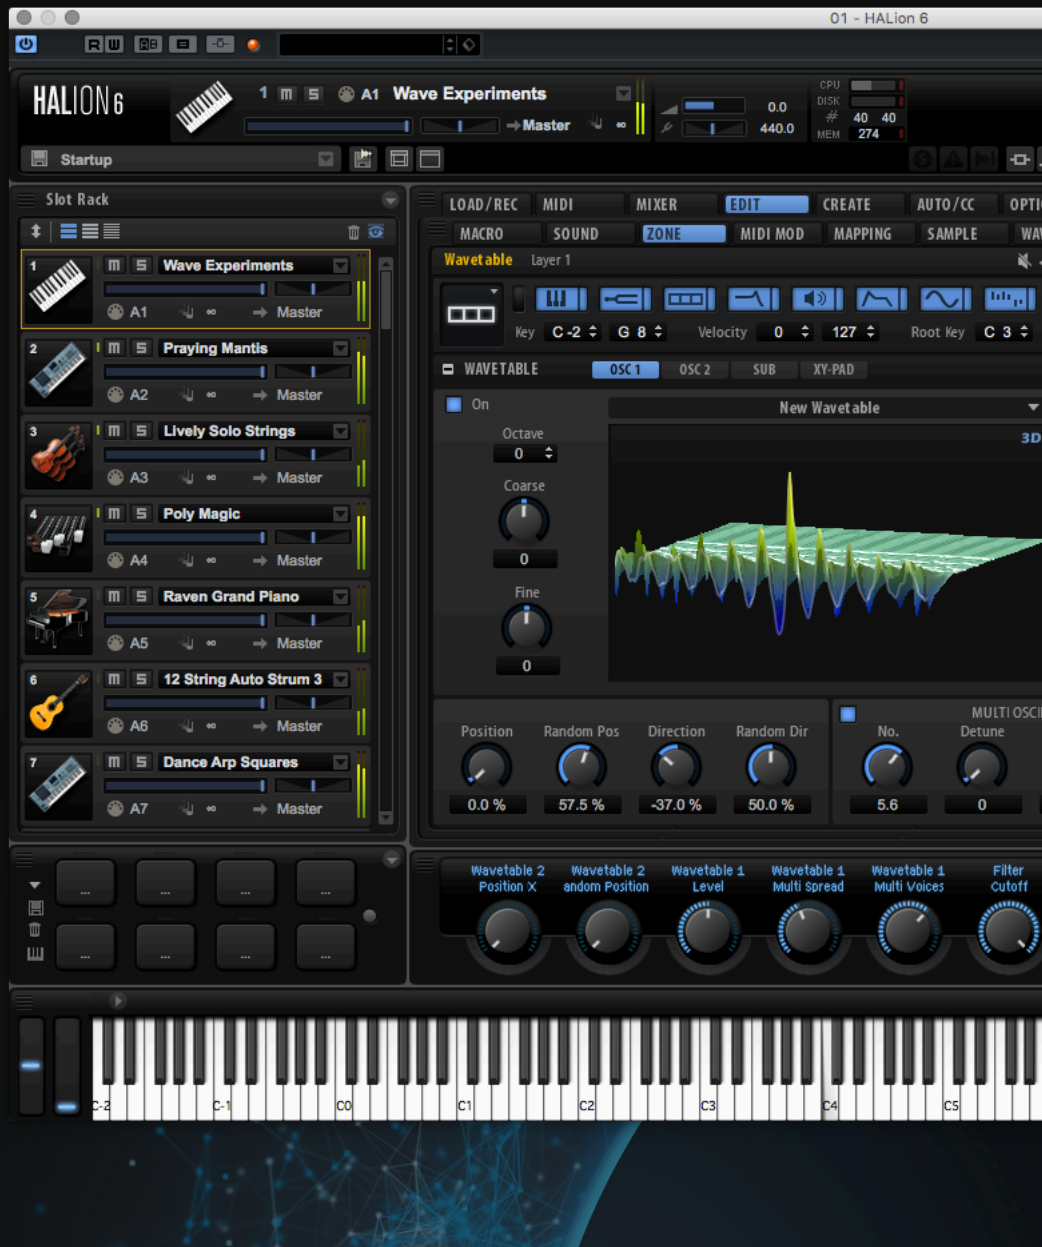 01 - HALion 6
R W
HALION 6
1 m S A1 Wave Experiments
Master
0.0
440.0
CPU
DISK
# 40 40
MEM 274
Startup
Slot Rack
LOAD/REC MIDI MIXER EDIT CREATE AUTO/CC OPTI
MACRO SOUND ZONE MIDI MOD MAPPING SAMPLE WA
Wavetable Layer 1
Key C -2 G 8 Velocity 0 127 Root Key C 3
WAVETABLE OSC 1 OSC 2 SUB XY-PAD
On
New Wavetable
3D
Octave
0
Coarse
0
Fine
0
1 m S Wave Experiments
A1 Master
2 m S Praying Mantis
A2 Master
3 m S Lively Solo Strings
A3 Master
4 m S Poly Magic
A4 Master
5 m S Raven Grand Piano
A5 Master
6 m S 12 String Auto Strum 3
A6 Master
7 m S Dance Arp Squares
A7 Master
MULTI OSCI
Position Random Pos Direction Random Dir No. Detune
0.0 % 57.5 % -37.0 % 50.0 % 5.6 0
... ... ... ...
... ... ... ...
Wavetable 2 Wavetable 2 Wavetable 1 Wavetable 1 Wavetable 1 Filter
Position X andom Position Level Multi Spread Multi Voices Cutoff
C-2 C-1 C0 C1 C2 C3 C4 C5